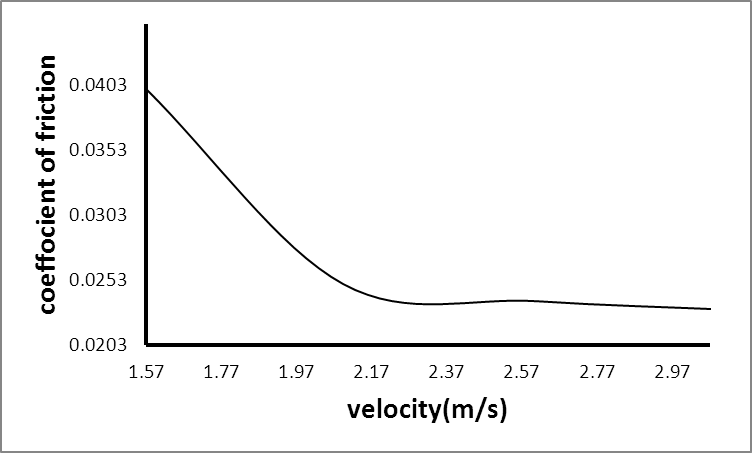 coeffocient of friction
0.0403
0.0353
0.0303
0.0253
0.0203
1.57 1.77 1.97 2.17 2.37 2.57 2.77 2.97
velocity(m/s)